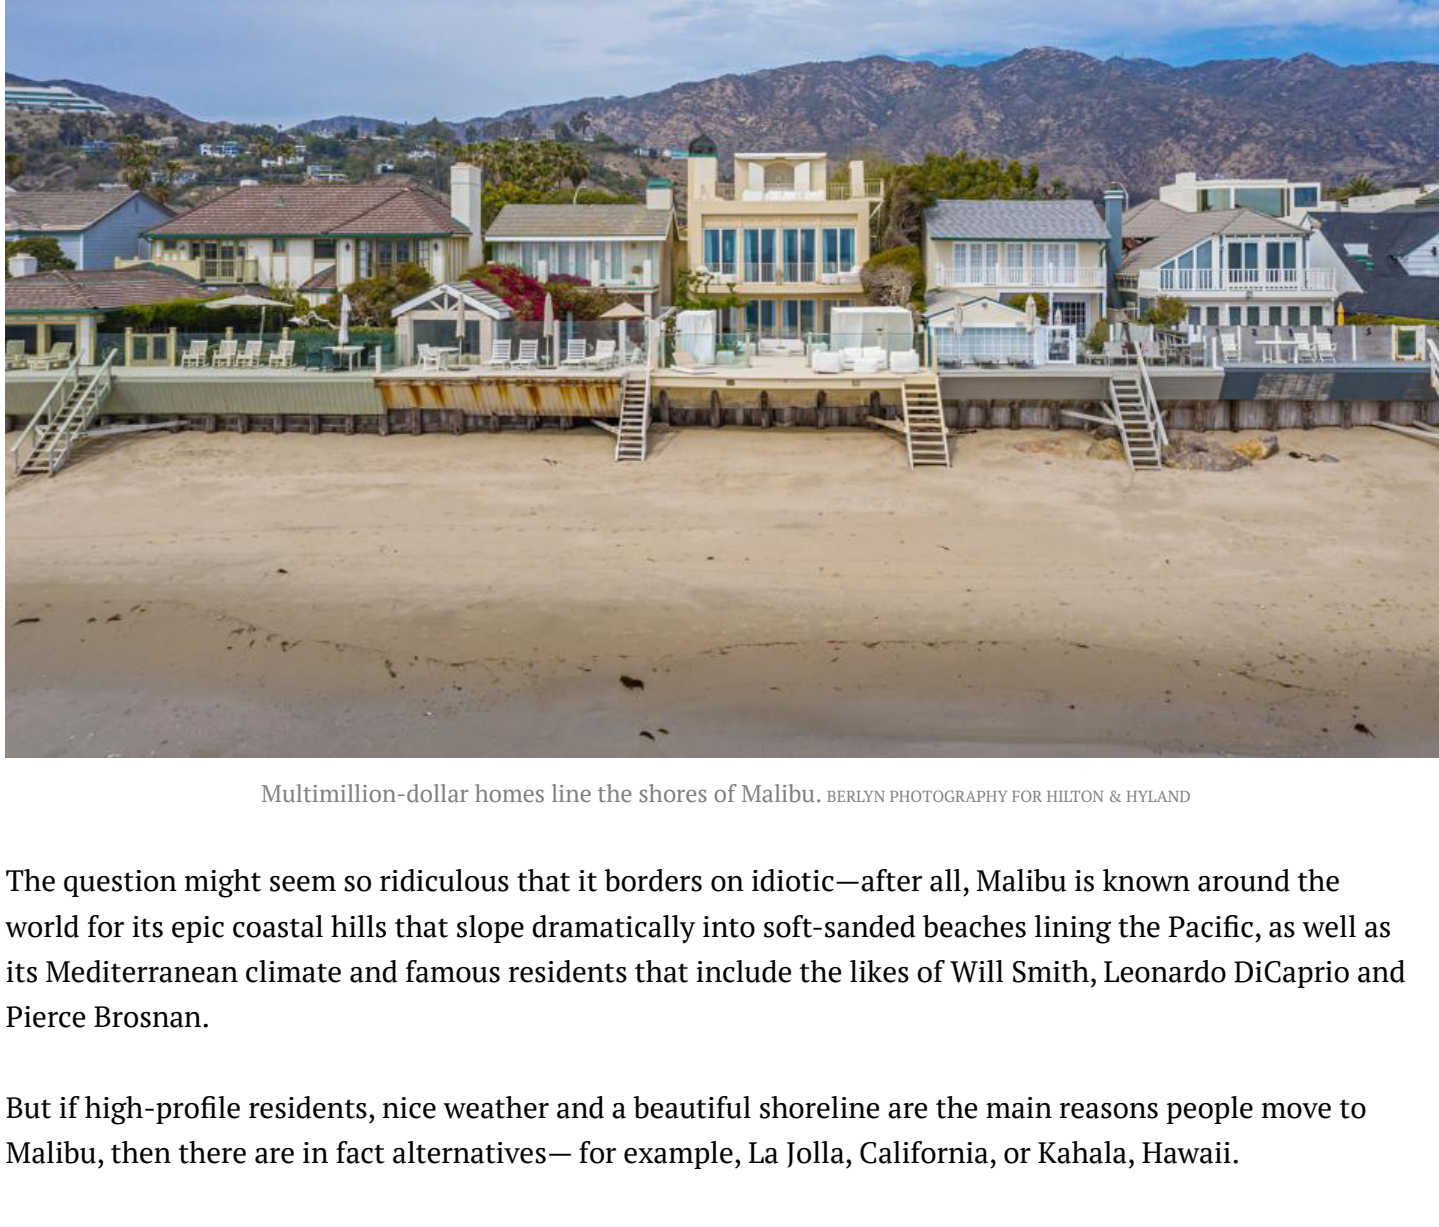 Multimillion-dollar homes line the shores of Malibu. BERLYN PHOTOGRAPHY FOR HILTON & HYLAND
The question might seem so ridiculous that it borders on idiotic—after all, Malibu is known around the
world for its epic coastal hills that slope dramatically into soft-sanded beaches lining the Pacific, as well as
its Mediterranean climate and famous residents that include the likes of Will Smith, Leonardo DiCaprio and
Pierce Brosnan.
But if high-profile residents, nice weather and a beautiful shoreline are the main reasons people move to
Malibu, then there are in fact alternatives— for example, La Jolla, California, or Kahala, Hawaii.